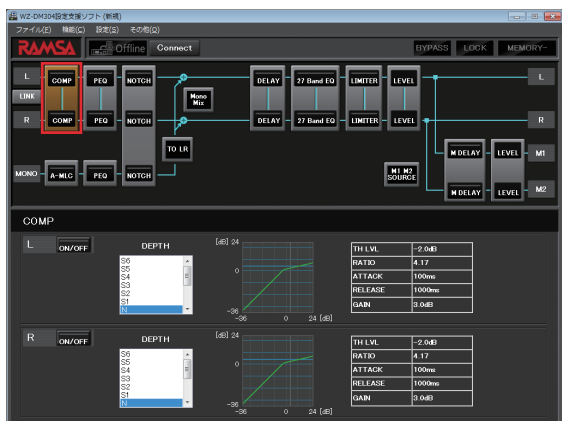 WZ-DM304設定支援ソフト (新規)
ファイル(E) 機能(C) 設定(S) その他(O)
RAMSA Offline Connect BYPASS LOCK MEMORY-
L COMP PEQ NOTCH DELAY 27 Band EQ LIMITER LEVEL L
LINK
Mono Mix
R COMP PEQ NOTCH DELAY 27 Band EQ LIMITER LEVEL R
TO LR
M DELAY LEVEL M1
MONO A-MLC PEQ NOTCH
M1 M2 SOURCE
M DELAY LEVEL M2
COMP
L ON/OFF DEPTH
S6
S5
S4
S3
S2
S1
N
[dB] 24
0
-36
-36 0 24 [dB]
TH LVL -2.0dB
RATIO 4.17
ATTACK 100ms
RELEASE 1000ms
GAIN 3.0dB
R ON/OFF DEPTH
S6
S5
S4
S3
S2
S1
N
[dB] 24
0
-36
-36 0 24 [dB]
TH LVL -2.0dB
RATIO 4.17
ATTACK 100ms
RELEASE 1000ms
GAIN 3.0dB